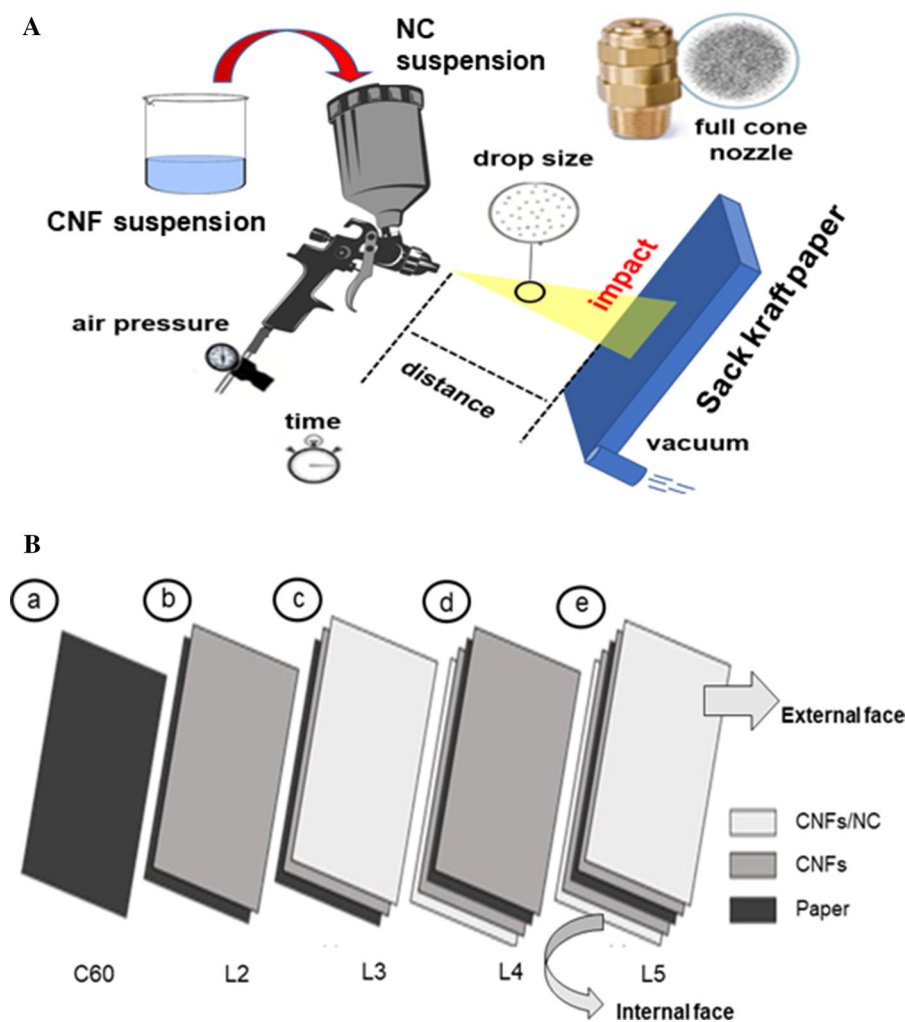 A
NC
suspension
CNF suspension
drop size
full cone
nozzle
air pressure
impact
Sack kraft paper
distance
time
vacuum
B
a
b
c
d
e
External face
CNFs/NC
CNFs
Paper
C60
L2
L3
L4
L5
Internal face